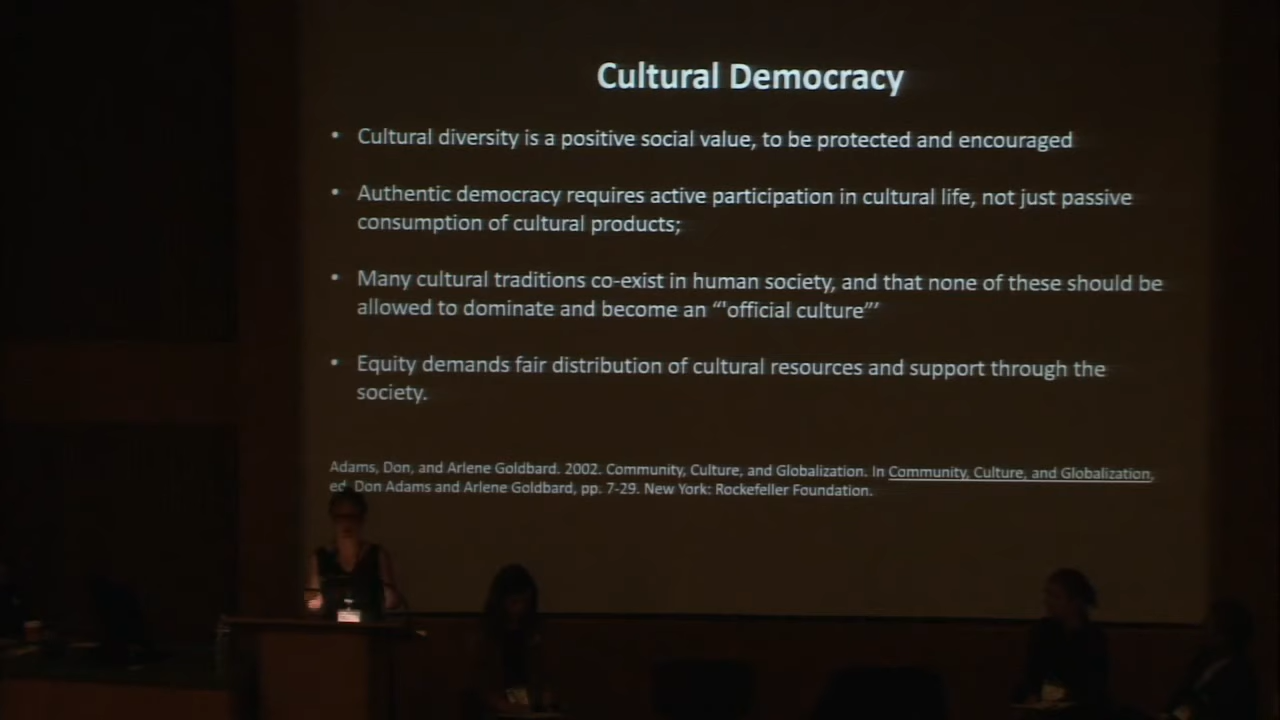 Cultural Democracy
• Cultural diversity is a positive social value, to be protected and encouraged
• Authentic democracy requires active participation in cultural life, not just passive
consumption of cultural products;
• Many cultural traditions co-exist in human society, and that none of these should be
allowed to dominate and become an “'official culture”’
• Equity demands fair distribution of cultural resources and support through the
society.
Adams, Don, and Arlene Goldbard. 2002. Community, Culture, and Globalization. In Community, Culture, and Globalization,
ed. Don Adams and Arlene Goldbard, pp. 7-29. New York: Rockefeller Foundation.